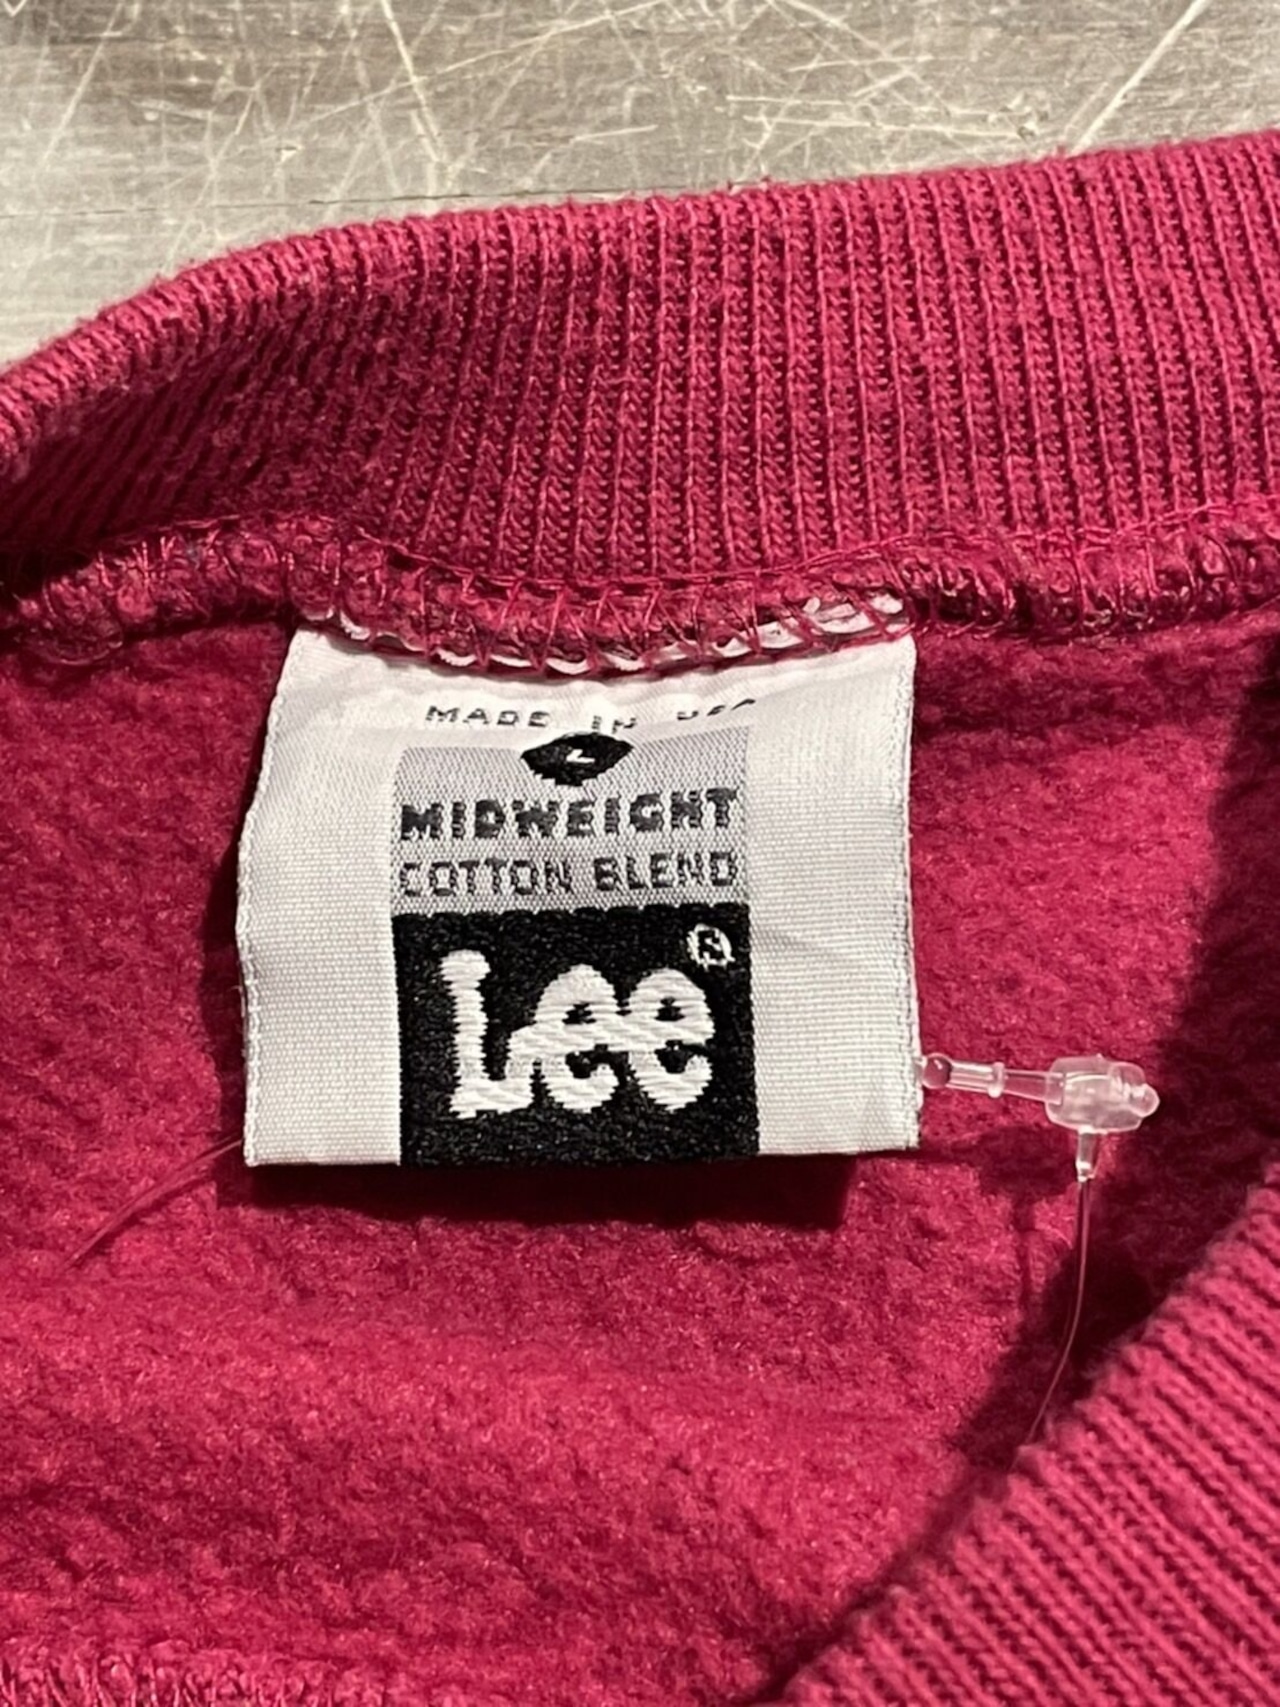 MADE IN USA
L
MIDWEIGHT
COTTON BLEND
Lee®